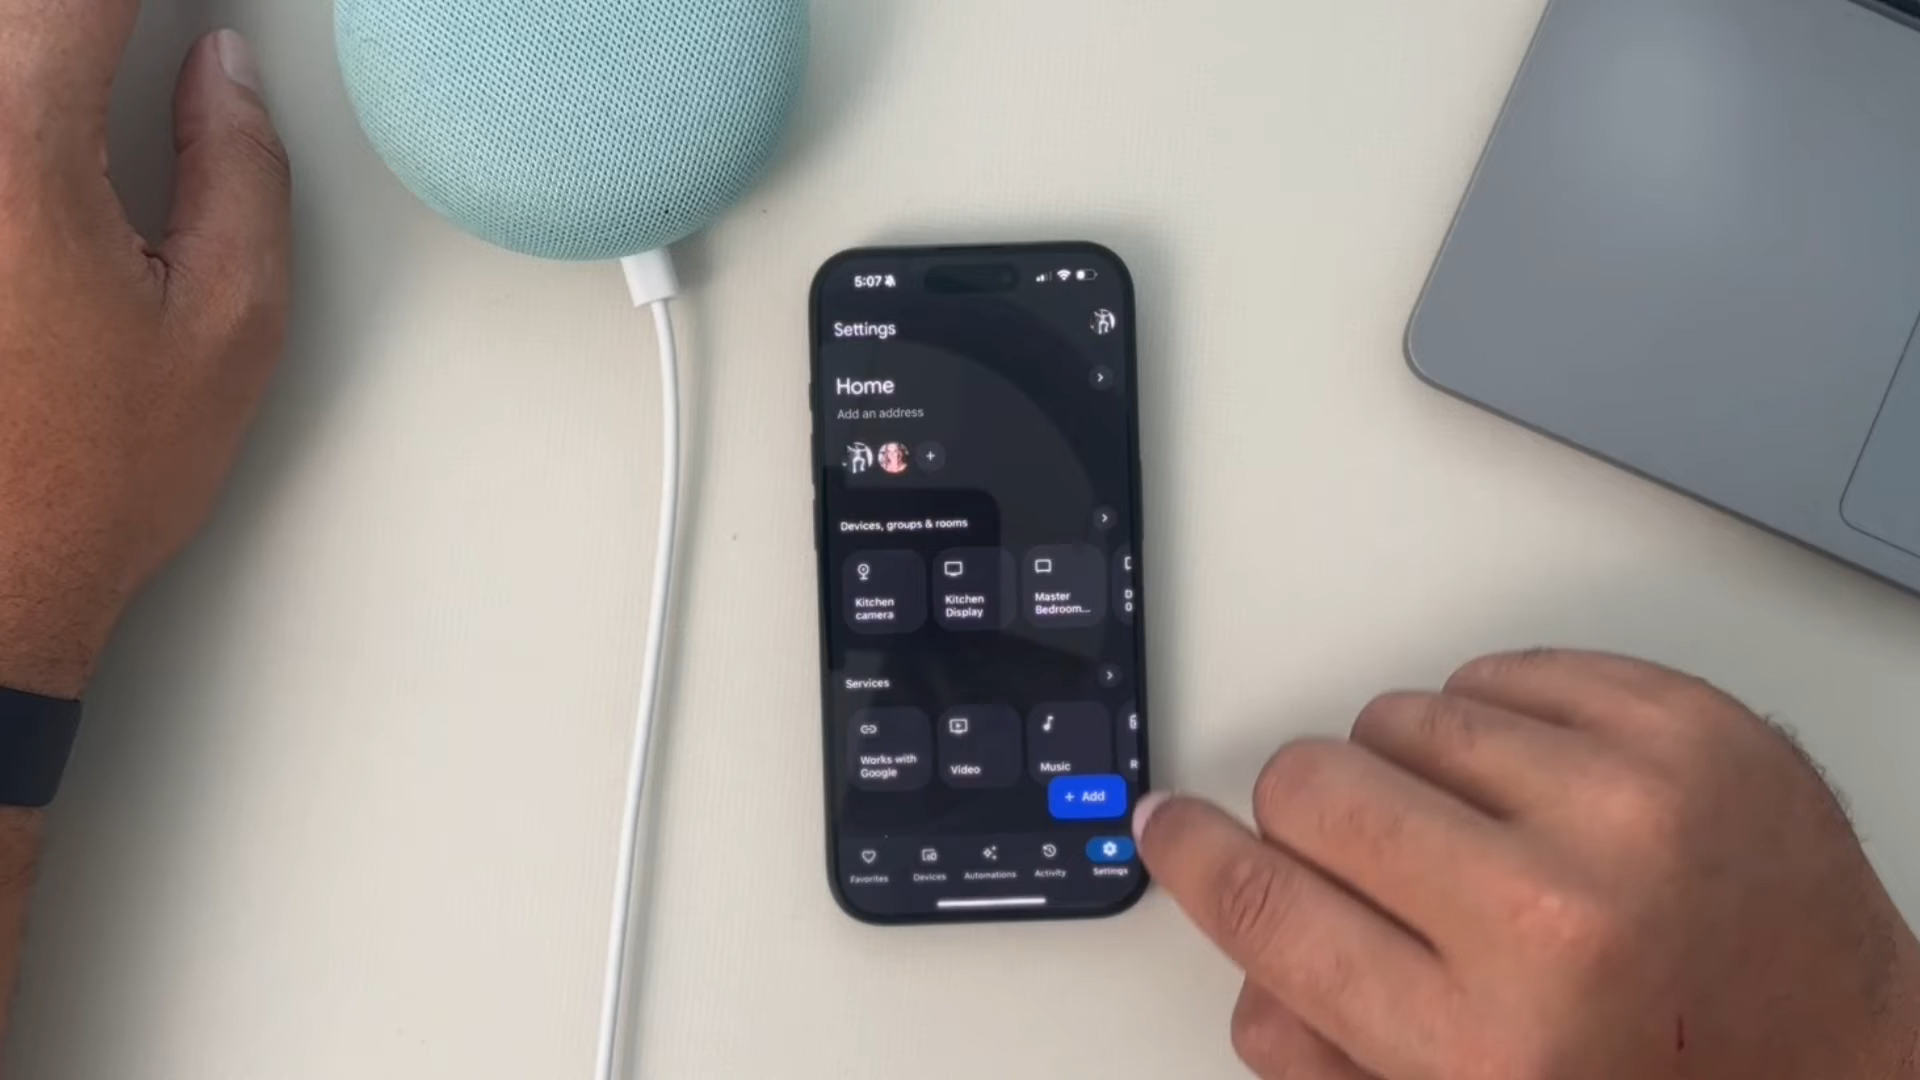 5:07
Settings
Home
Add an address
Devices, groups & rooms
Kitchen
camera
Kitchen
Display
Master
Bedroom...
D
0
Services
Works with
Google
Video
Music
R
+ Add
Favorites
Devices
Automations
Activity
Settings